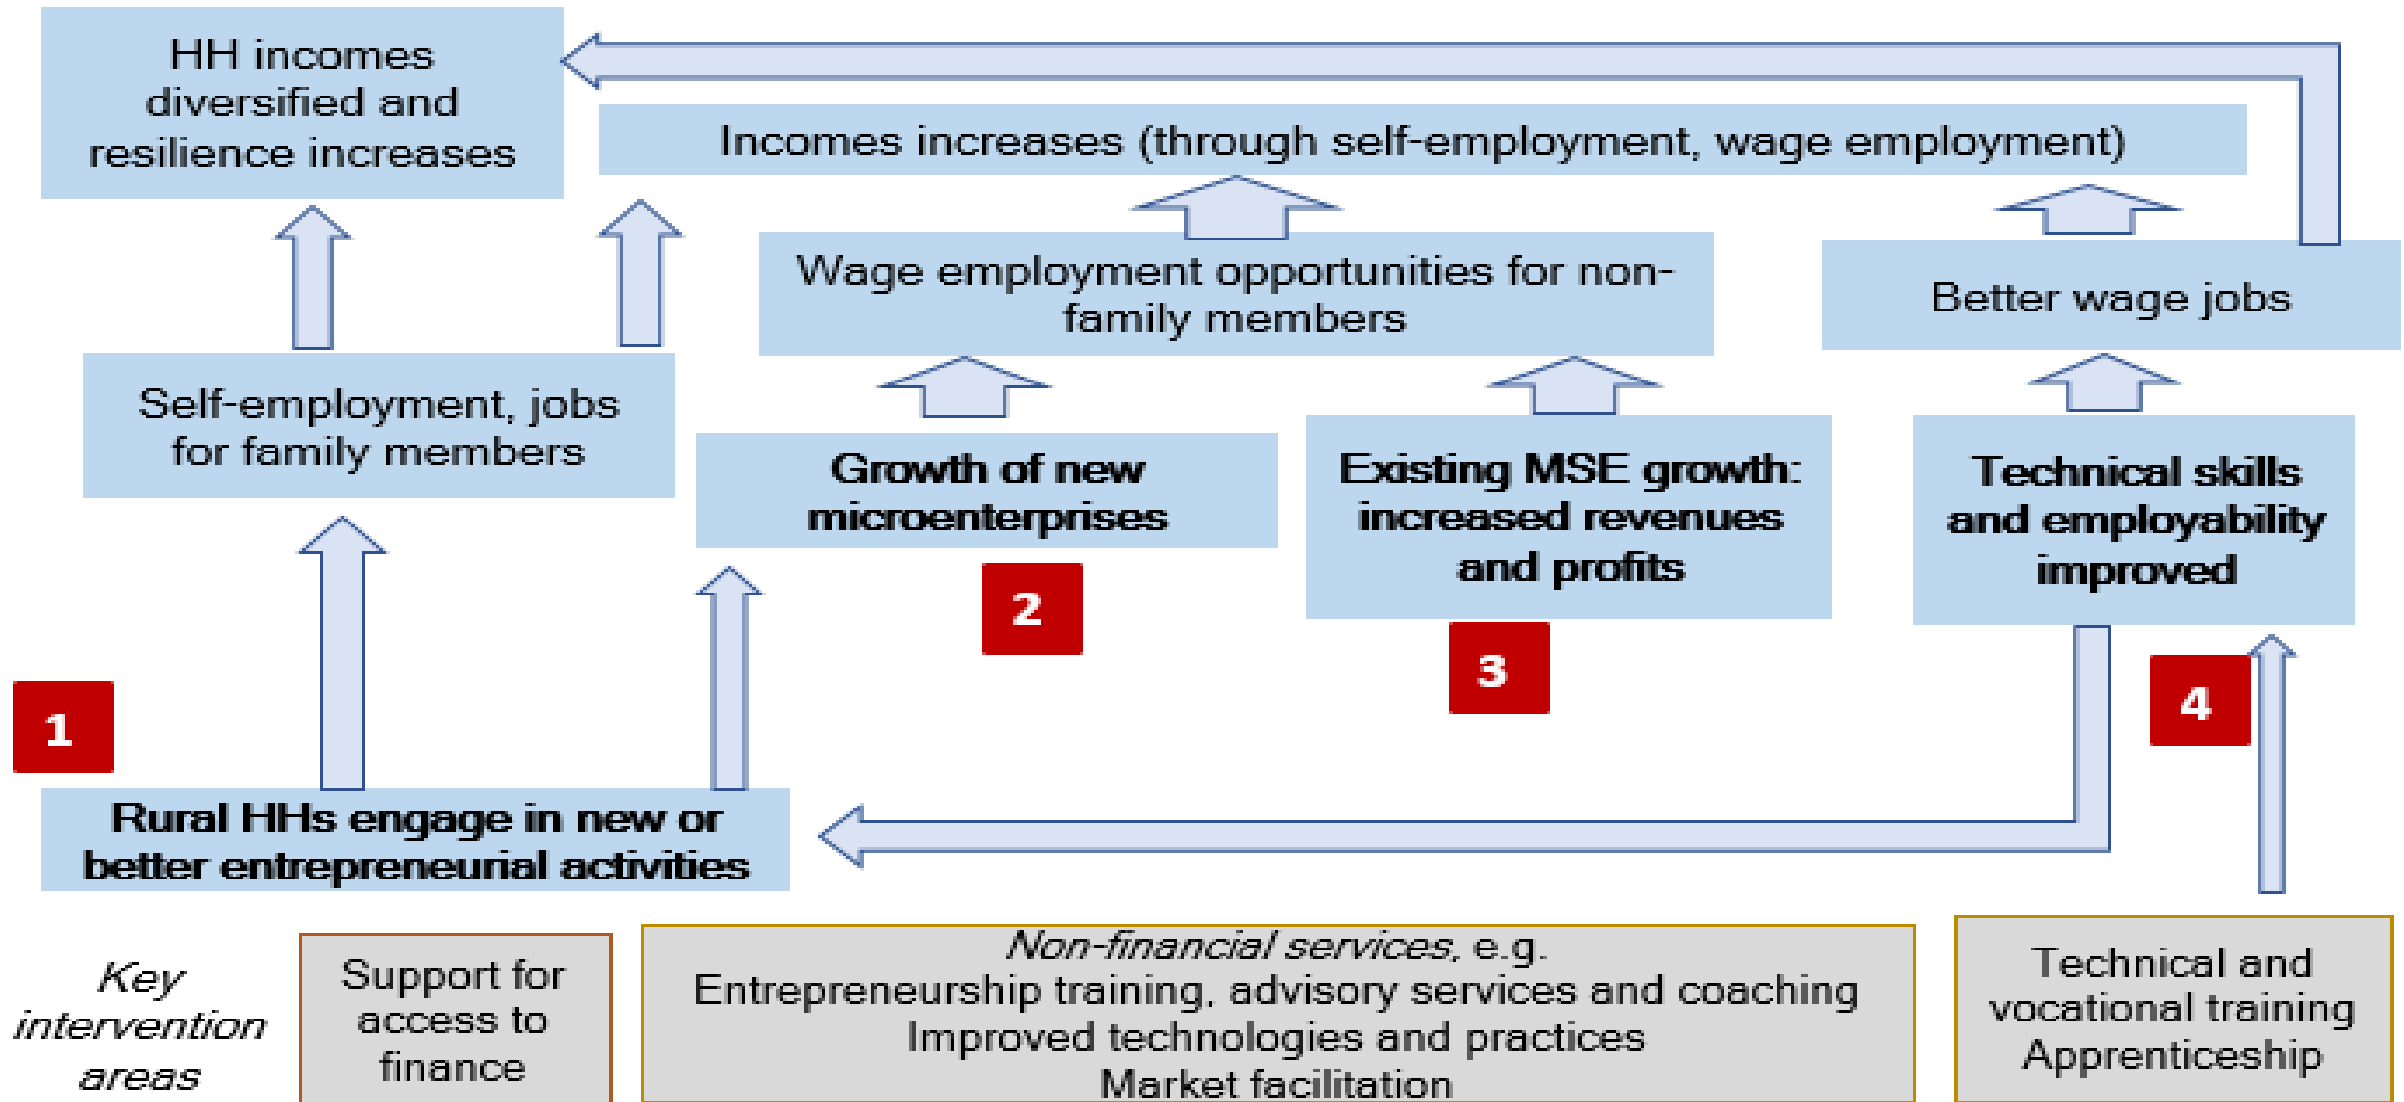 HH incomes
diversified and
resilience increases
Incomes increases (through self-employment, wage employment)
Wage employment opportunities for non-
family members
Better wage jobs
Self-employment, jobs
for family members
Growth of new
microenterprises
Existing MSE growth:
increased revenues
and profits
Technical skills
and employability
improved
2
3
4
1
Rural HHs engage in new or
better entrepreneurial activities
Key
intervention
areas
Support for
access to
finance
Non-financial services, e.g.
Entrepreneurship training, advisory services and coaching
Improved technologies and practices
Market facilitation
Technical and
vocational training
Apprenticeship